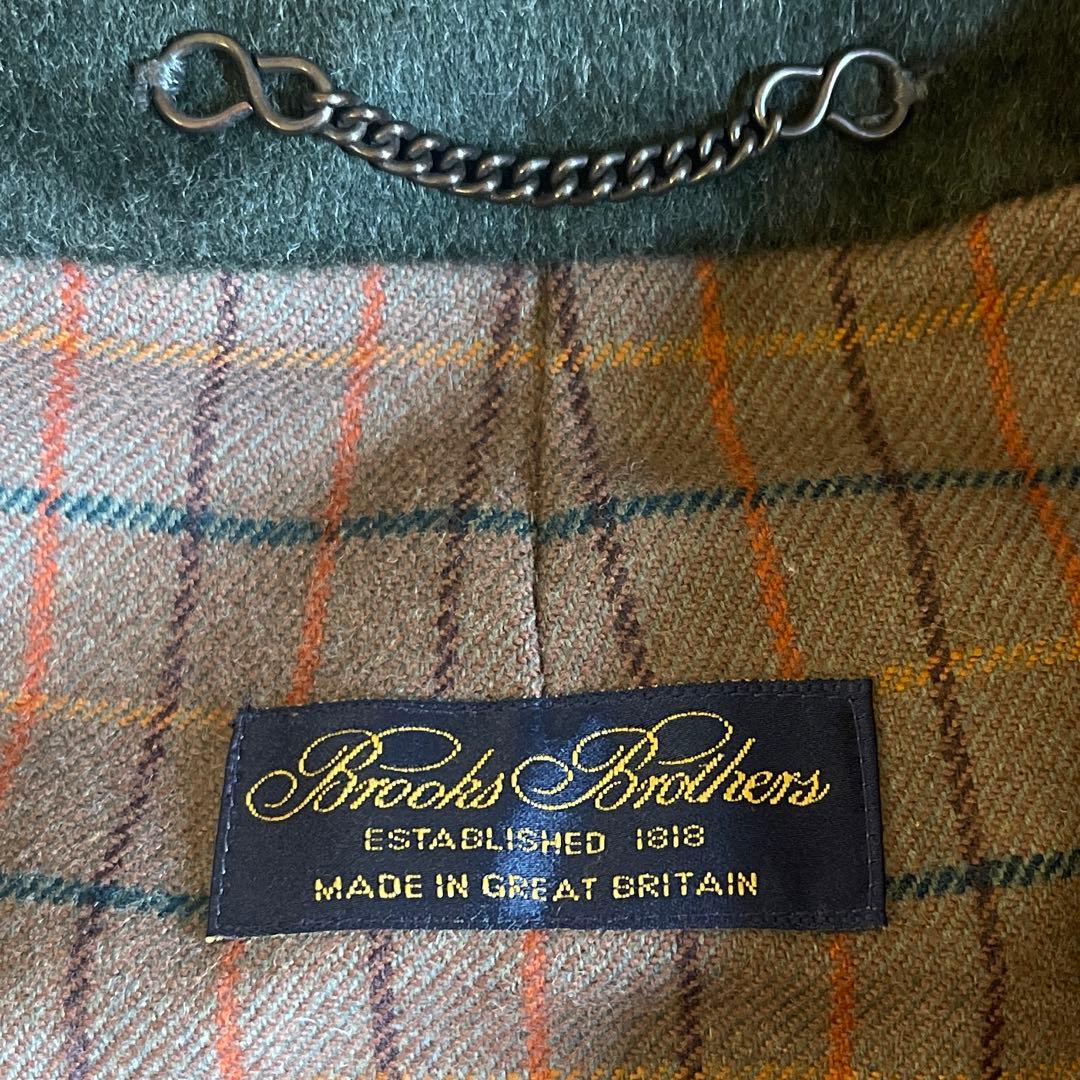 Brooks Brothers
ESTABLISHED 1818
MADE IN GREAT BRITAIN